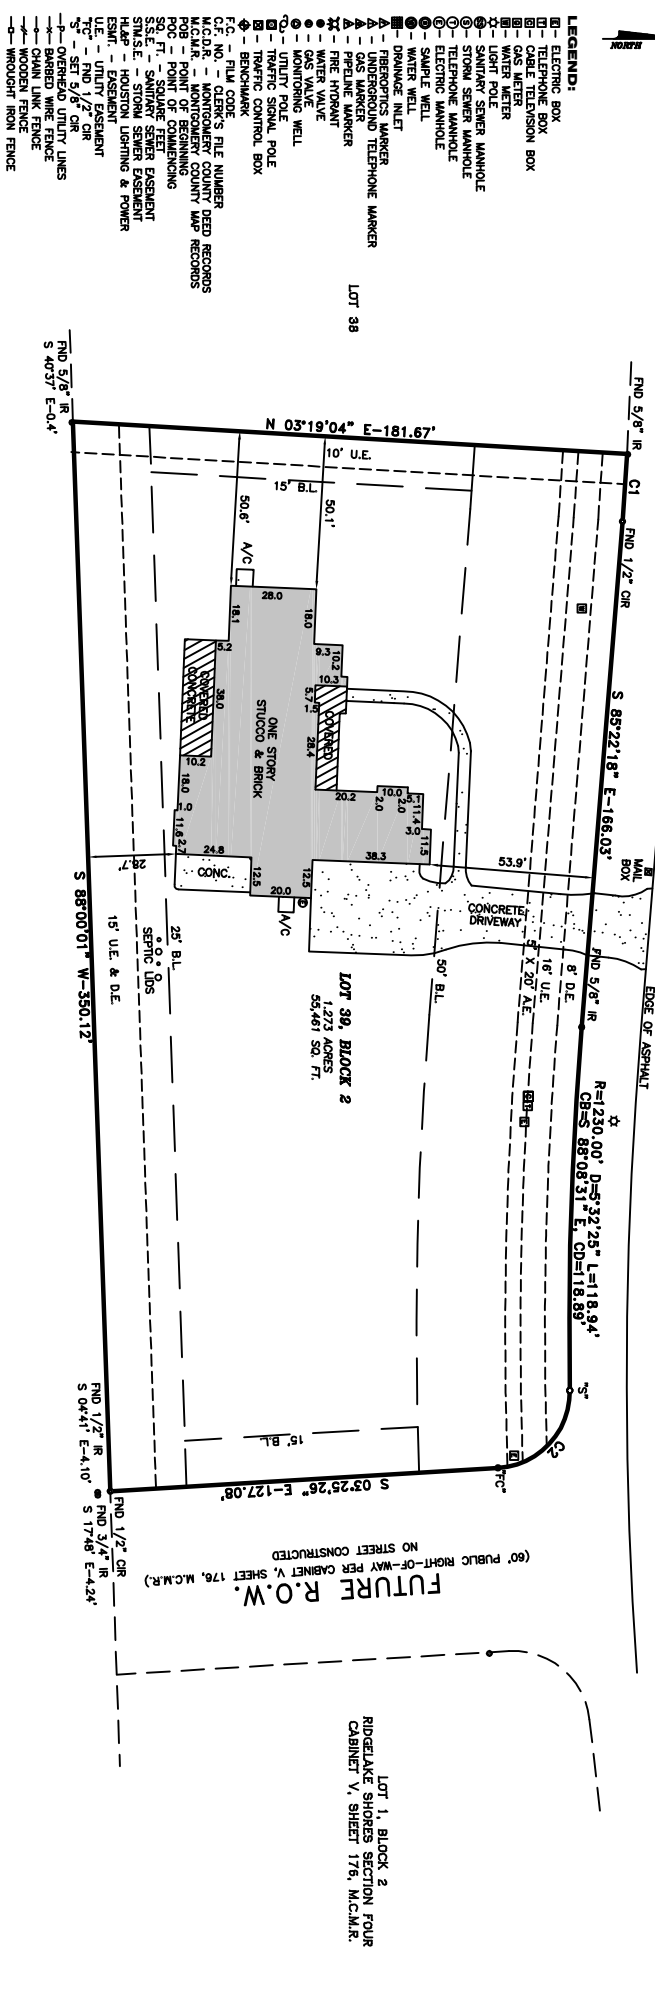 NORTH
LEGEND:
E - ELECTRIC BOX
T - TELEPHONE BOX
C - CABLE TELEVISION BOX
G - GAS METER
W - WATER METER
- LIGHT POLE
- SANITARY SEWER MANHOLE
S - STORM SEWER MANHOLE
T - TELEPHONE MANHOLE
E - ELECTRIC MANHOLE
- SAMPLE WELL
- WATER WELL
- DRAINAGE INLET
- FIBEROPTICS MARKER
- UNDERGROUND TELEPHONE MARKER
- GAS MARKER
- PIPELINE MARKER
- FIRE HYDRANT
- WATER VALVE
- GAS VALVE
- MONITORING WELL
- UTILITY POLE
- TRAFFIC SIGNAL POLE
- TRAFFIC CONTROL BOX
- BENCHMARK
F.C. - FILM CODE
C.F. NO. - CLERK'S FILE NUMBER
M.C.D.R. - MONTGOMERY COUNTY DEED RECORDS
M.C.M.R. - MONTGOMERY COUNTY MAP RECORDS
POB - POINT OF BEGINNING
POC - POINT OF COMMENCING
SQ. FT. - SQUARE FEET
S.S.E. - SANITARY SEWER EASEMENT
STM.S.E. - STORM SEWER EASEMENT
HL&P - HOUSTON LIGHTING & POWER
ESMT. - EASEMENT
U.E. - UTILITY EASEMENT
"FC" - FND 1/2" CIR
"S" - SET 5/8" CIR
-P- OVERHEAD UTILITY LINES
-x- BARBED WIRE FENCE
-o- CHAIN LINK FENCE
-//- WOODEN FENCE
- WROUGHT IRON FENCE
LOT 38
FND 5/8" IR
C1
FND 1/2" CIR
S 85°22'18" E-166.03'
MAIL
BOX
FND 5/8" IR
EDGE OF ASPHALT
R=1230.00' D=5°32'25" L=118.94'
CB=S 88°08'31" E, CD=118.89'
"S"
C2
"FC"
N 03°19'04" E-181.67'
10' U.E.
15' B.L.
FND 5/8" IR
S 40°37' E-0.4'
50.1'
50.6'
A/C
28.0
18.0
18.1
9.3
10.2
10.3
5.7
1.5
COVERED
28.4
5.2
38.0
COVERED
CONCRETE
10.2
18.0
1.0
11.6
2.7
24.8
ONE STORY
STUCCO & BRICK
20.2
2.0
10.0
2.0
5.1
11.4
3.0
11.5
38.3
12.5
12.5
20.0
E
A/C
CONC.
28.7'
53.9'
CONCRETE
DRIVEWAY
8' D.E.
16' U.E.
5' X 20' A.E.
50' B.L.
LOT 39, BLOCK 2
1.273 ACRES
55,461 SQ. FT.
25' B.L.
SEPTIC LIDS
15' U.E. & D.E.
S 88°00'01" W-350.12'
15' B.L.
S 03°25'26" E-127.08'
FND 1/2" IR
S 04°41' E-4.10'
FND 1/2" CIR
FND 3/4" IR
S 17°48' E-4.24'
FUTURE R.O.W.
(60' PUBLIC RIGHT-OF-WAY PER CABINET V, SHEET 176, M.C.M.R.)
NO STREET CONSTRUCTED
LOT 1, BLOCK 2
RIDGELAKE SHORES SECTION FOUR
CABINET V, SHEET 176, M.C.M.R.